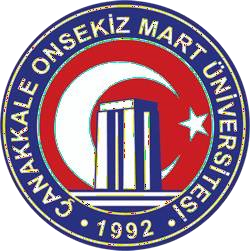 ÇANAKKALE ONSEKİZ MART ÜNİVERSİTESİ
• 1992 •